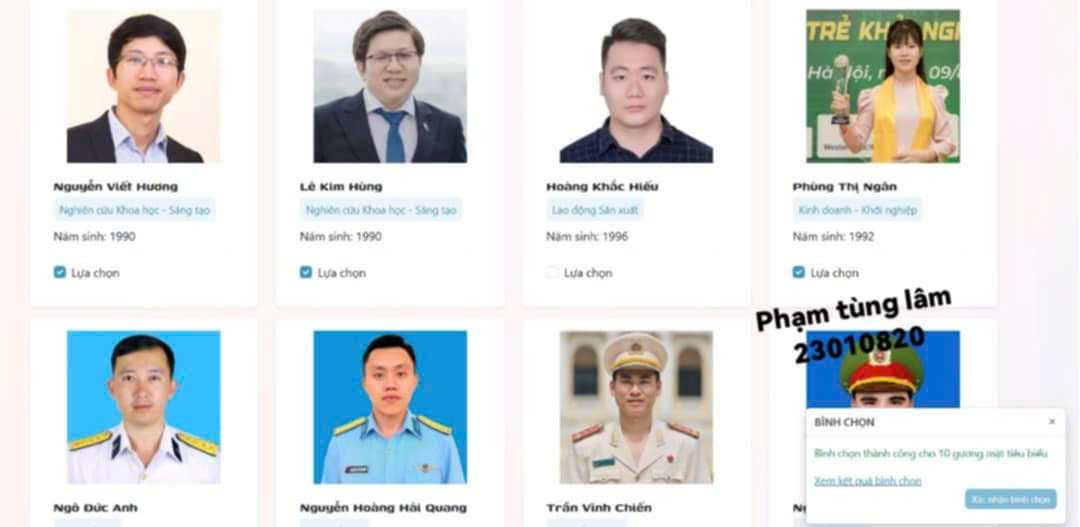 TRẺ KHỞI NGH
Hà Nội, n
09/
Nguyễn Viết Hương
Lê Kim Hùng
Hoàng Khắc Hiếu
Phùng Thị Ngân
Nghiên cứu Khoa học - Sáng tạo
Nghiên cứu Khoa học - Sáng tạo
Lao động Sản xuất
Kinh doanh - Khởi nghiệp
Năm sinh: 1990
Năm sinh: 1990
Năm sinh: 1996
Năm sinh: 1992
Lựa chọn
Lựa chọn
Lựa chọn
Lựa chọn
Phạm tùng lâm
23010820
BÌNH CHỌN
Bình chọn thành công cho 10 gương mặt tiêu biểu
Xem kết quả bình chọn
Xác nhận bình chọn
Ngô Đức Anh
Nguyễn Hoàng Hải Quang
Trần Vinh Chiến